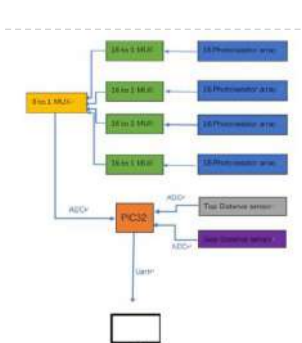 16 to 1 MUX
16 Photoresistor array
16 to 1 MUX
16 Photoresistor array
8 to 1 MUX
16 to 1 MUX
16 Photoresistor array
16 to 1 MUX
16 Photoresistor array
ADC
ADC
PIC32
Top Distance sensor
Distance sensor
ADC
Uart